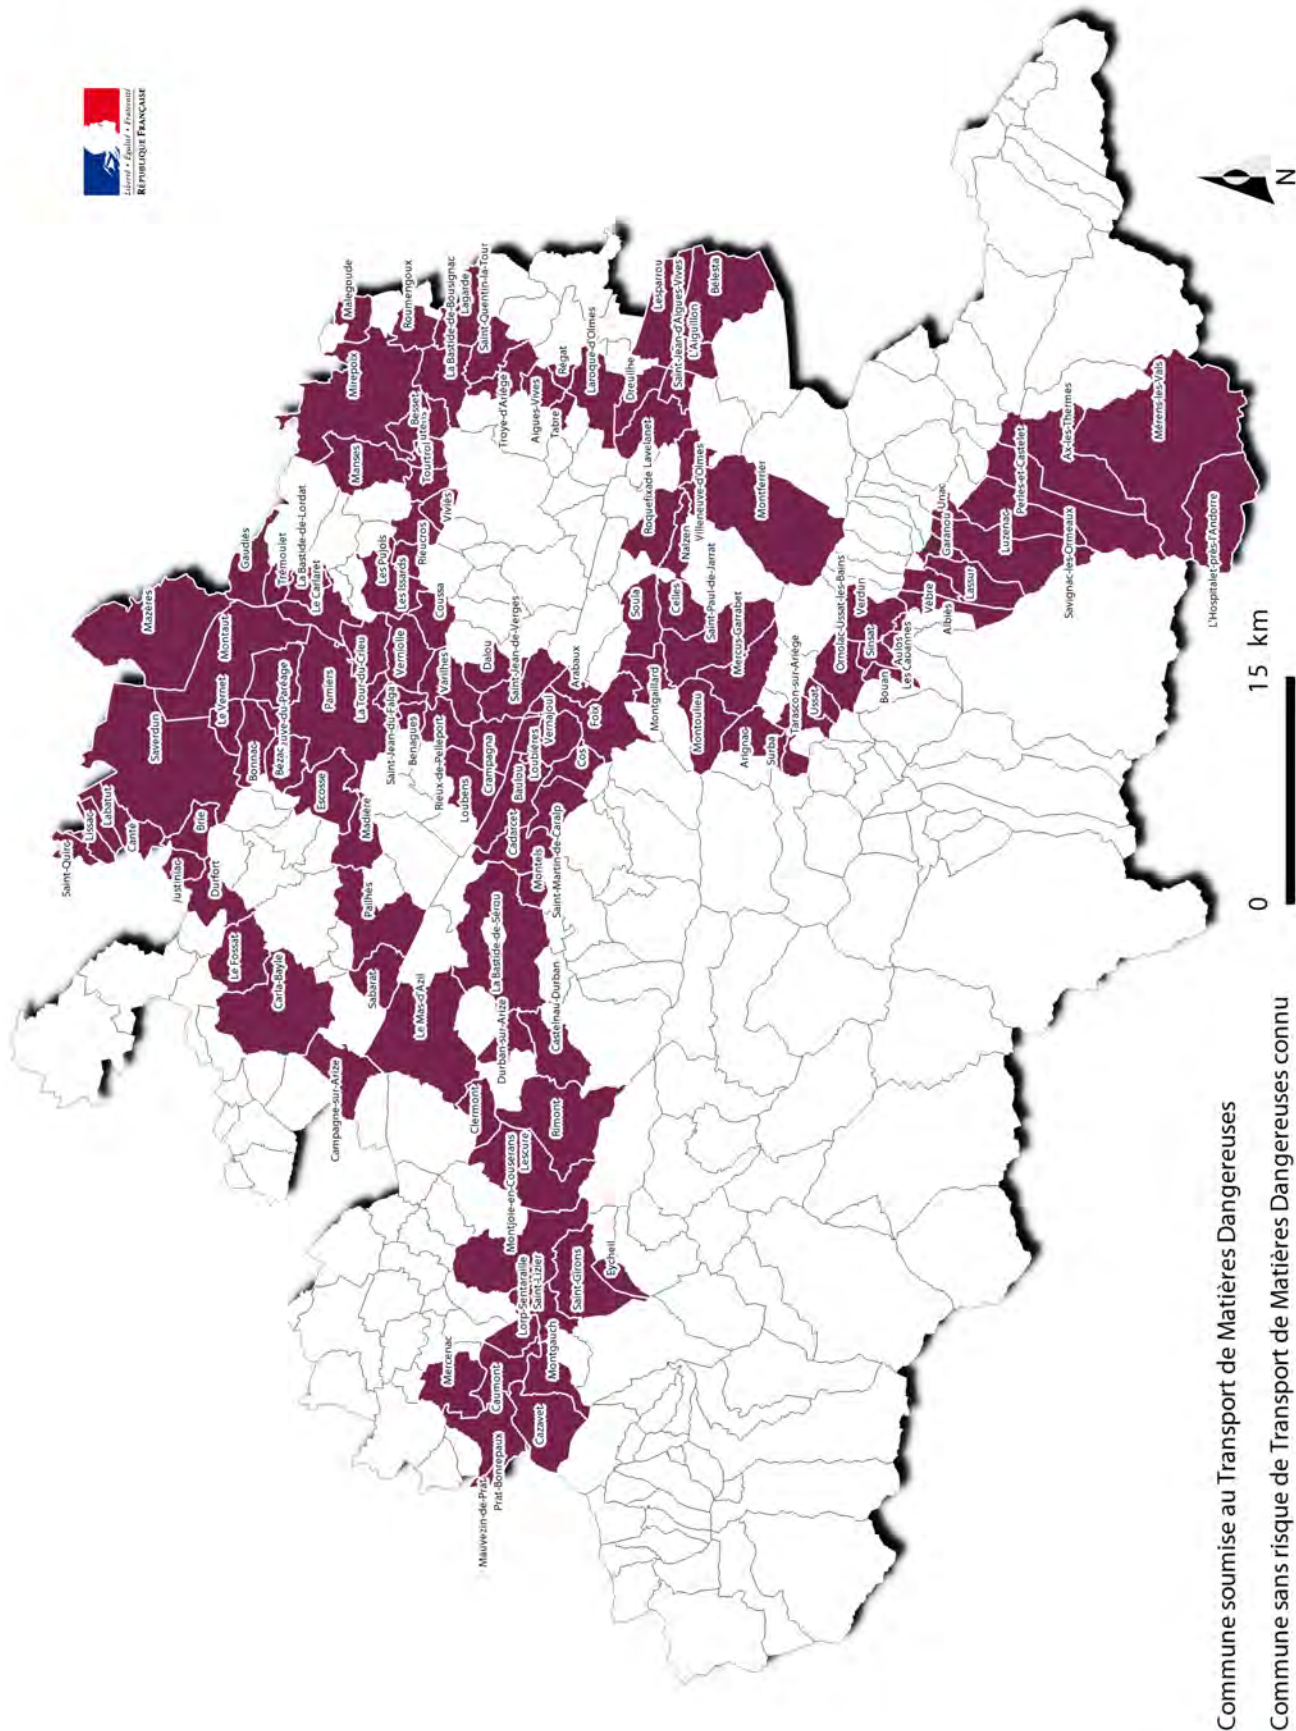 Liberté • Égalité • Fraternité
RÉPUBLIQUE FRANÇAISE
Mauvezin-de-Prat
Prat-Bonrepaux
Cazavet
Caumont
Mercenac
Montgauch
Lorp-Sentaraille
Saint-Lizier
Saint-Girons
Eycheil
Montjoie-en-Couserans
Lescure
Rimont
Clermont
Campagne-sur-Arize
Durban-sur-Arize
Castelnau-Durban
Le Mas-d'Azil
Sabarat
Carla-Bayle
Le Fossat
Pailhès
La Bastide-de-Sérou
Durfort
Justiniac
Saint-Quirc
Lissac
Labatut
Canté
Brie
Saverdun
Mazères
Montaut
Le Vernet
Bonnac
Bézac
Escosse
Madière
Pamiers
La Tour-du-Crieu
Saint-Jean-du-Falga
Verniolle
Benagues
Rieux-de-Pelleport
Varilhes
Loubens
Crampagna
Dalou
Saint-Jean-de-Verges
Baulou
Loubières
Vernajoul
Cadarcet
Montels
Saint-Martin-de-Caralp
Cos
Foix
Arabaux
Gaudiès
Trémoulet
La Bastide-de-Lordat
Le Carlaret
Les Pujols
Les Issards
Coussa
Rieucros
Viviès
Manses
Mirepoix
Malegoude
Roumengoux
Besset
Tourtrol
La Bastide-de-Bousignac
Lagarde
Saint-Quentin-la-Tour
Troye-d'Ariège
Aigues-Vives
Tabre
Régat
Laroque-d'Olmes
Dreuilhe
Lesparrou
Saint-Jean-d'Aigues-Vives
L'Aiguillon
Bélesta
Lavelanet
Roquefixade
Nalzen
Villeneuve-d'Olmes
Montferrier
Soula
Celles
Saint-Paul-de-Jarrat
Mercus-Garrabet
Montgaillard
Montoulieu
Arignac
Surba
Tarascon-sur-Ariège
Ussat
Ornolac-Ussat-les-Bains
Verdun
Sinsat
Bouan
Aulos
Les Cabannes
Vèbre
Albiès
Lassur
Garanou
Unac
Luzenac
Perles-et-Castelet
Savignac-les-Ormeaux
Ax-les-Thermes
Mérens-les-Vals
L'Hospitalet-près-l'Andorre
N
0 15 km
Commune soumise au Transport de Matières Dangereuses
Commune sans risque de Transport de Matières Dangereuses connu